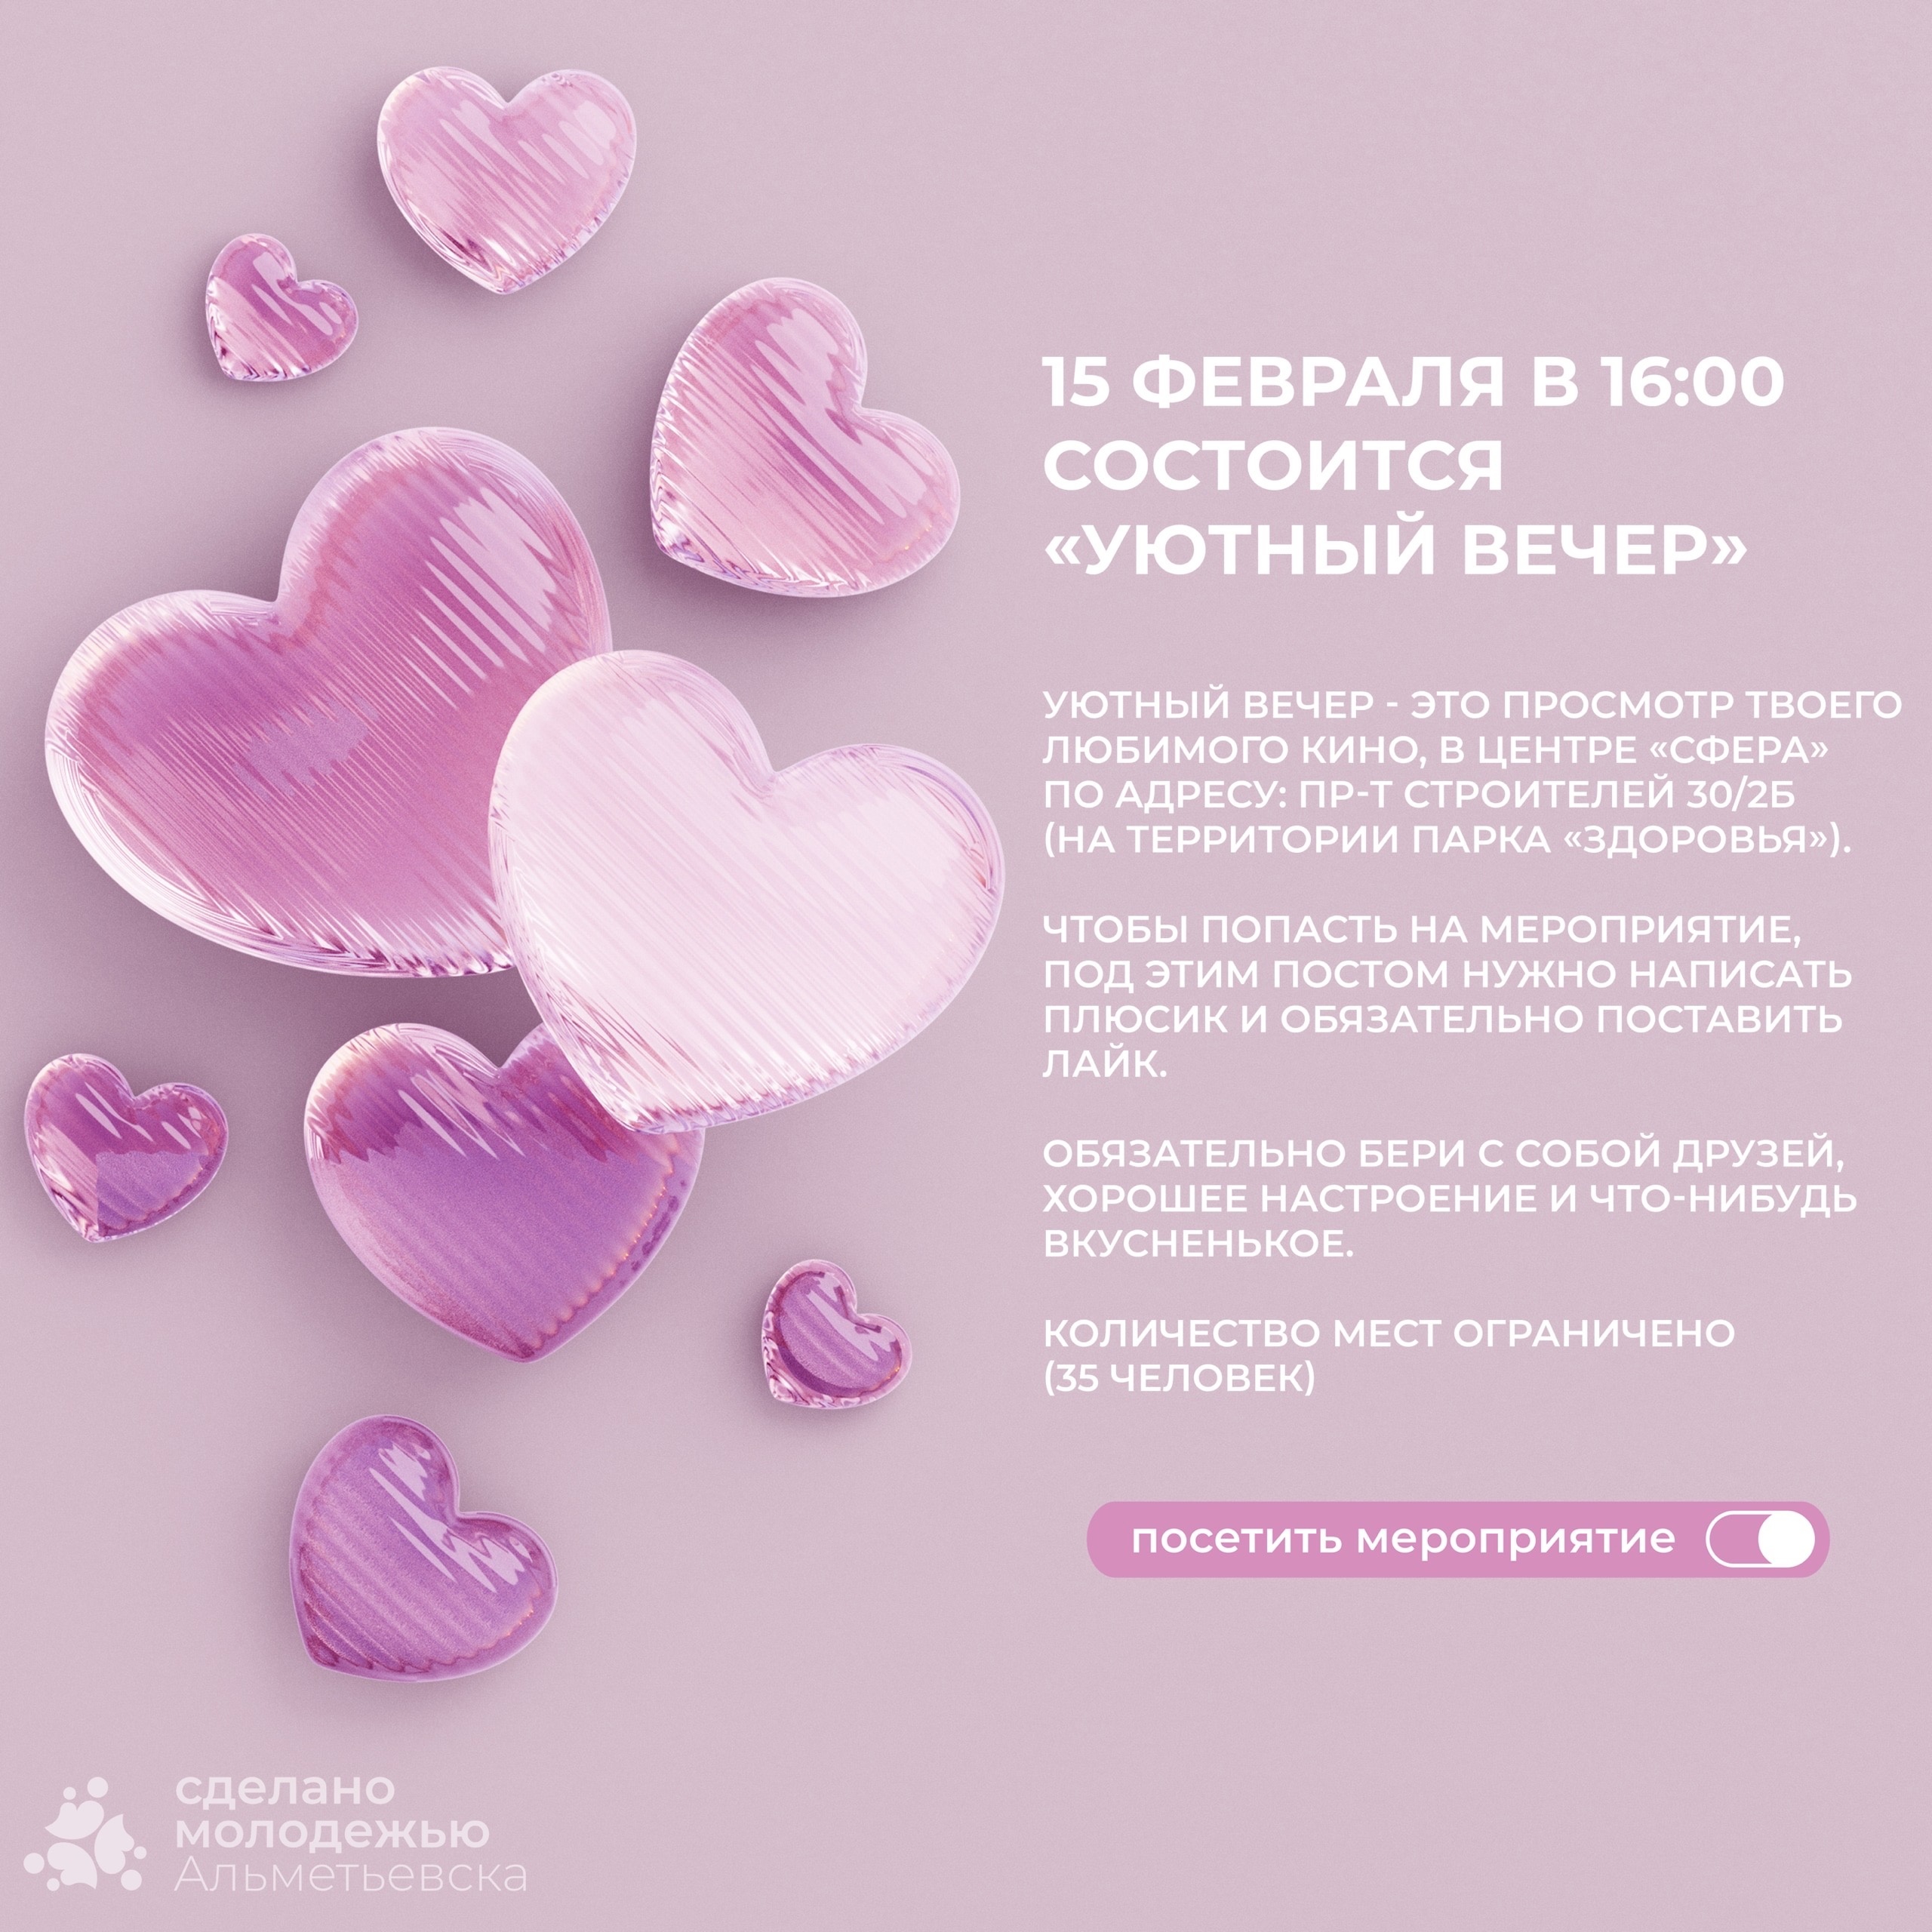 15 ФЕВРАЛЯ В 16:00
СОСТОИТСЯ
«УЮТНЫЙ ВЕЧЕР»
УЮТНЫЙ ВЕЧЕР - ЭТО ПРОСМОТР ТВОЕГО
ЛЮБИМОГО КИНО, В ЦЕНТРЕ «СФЕРА»
ПО АДРЕСУ: ПР-Т СТРОИТЕЛЕЙ 30/2Б
(НА ТЕРРИТОРИИ ПАРКА «ЗДОРОВЬЯ»).
ЧТОБЫ ПОПАСТЬ НА МЕРОПРИЯТИЕ,
ПОД ЭТИМ ПОСТОМ НУЖНО НАПИСАТЬ
ПЛЮСИК И ОБЯЗАТЕЛЬНО ПОСТАВИТЬ
ЛАЙК.
ОБЯЗАТЕЛЬНО БЕРИ С СОБОЙ ДРУЗЕЙ,
ХОРОШЕЕ НАСТРОЕНИЕ И ЧТО-НИБУДЬ
ВКУСНЕНЬКОЕ.
КОЛИЧЕСТВО МЕСТ ОГРАНИЧЕНО
(35 ЧЕЛОВЕК)
посетить мероприятие
сделано
молодежью
Альметьевска